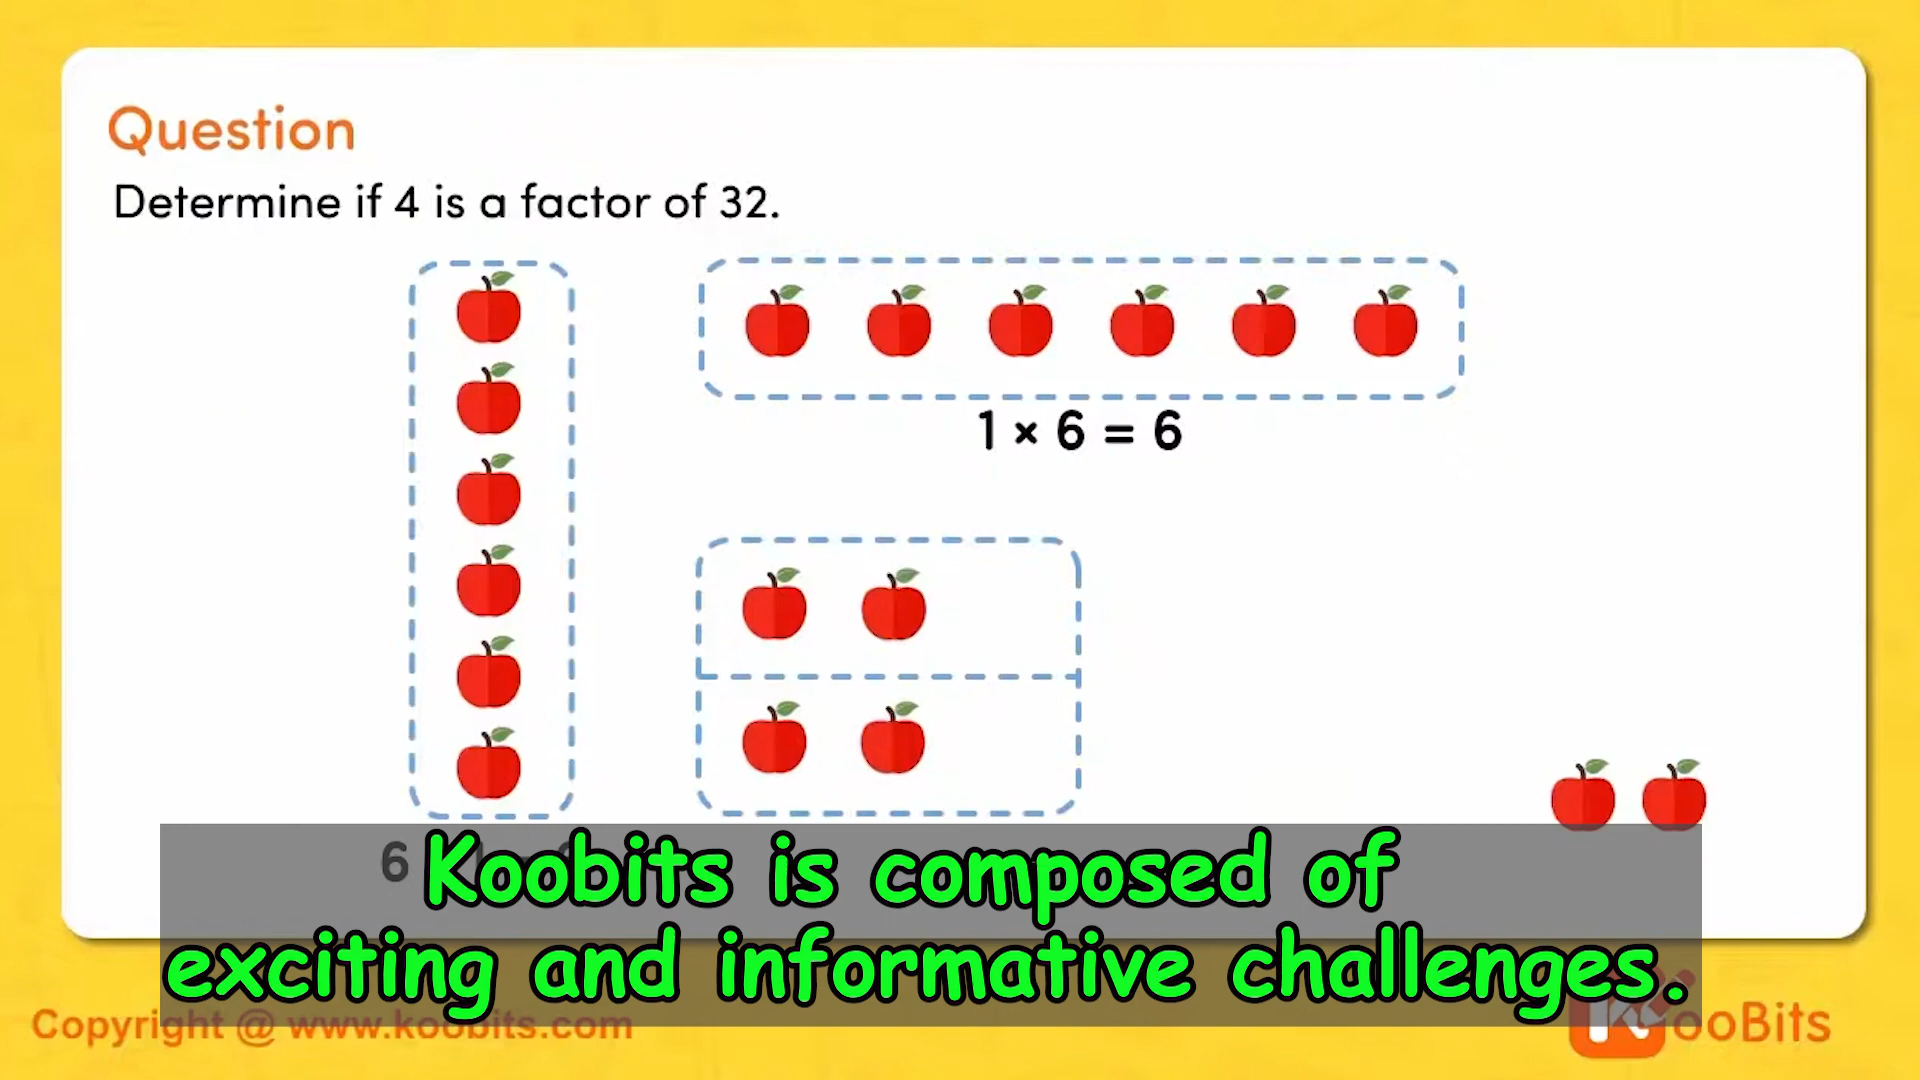 Question
Determine if 4 is a factor of 32.
1 × 6 = 6
6
Koobits is composed of
exciting and informative challenges.
Copyright @ www.koobits.com
KooBits